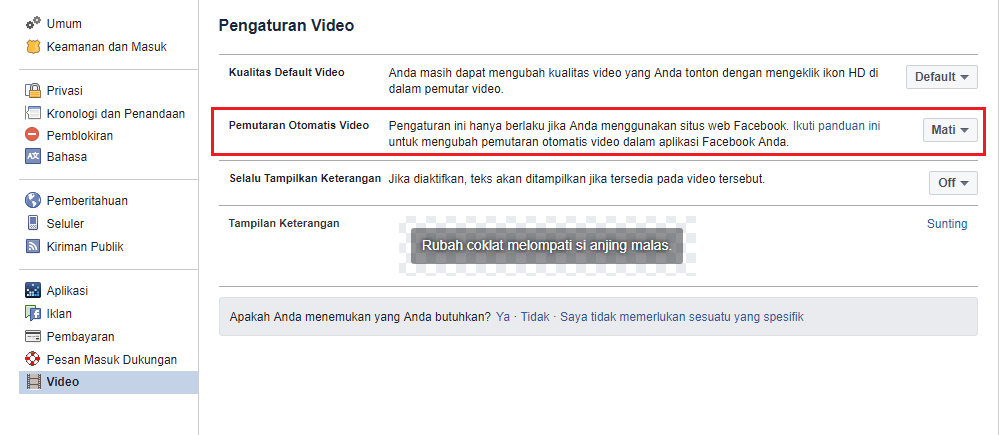 Umum
Keamanan dan Masuk
Privasi
Kronologi dan Penandaan
Pemblokiran
Bahasa
Pemberitahuan
Seluler
Kiriman Publik
Aplikasi
Iklan
Pembayaran
Pesan Masuk Dukungan
Video
Pengaturan Video
Kualitas Default Video
Anda masih dapat mengubah kualitas video yang Anda tonton dengan mengeklik ikon HD di
dalam pemutar video.
Default
Pemutaran Otomatis Video
Pengaturan ini hanya berlaku jika Anda menggunakan situs web Facebook. Ikuti panduan ini
untuk mengubah pemutaran otomatis video dalam aplikasi Facebook Anda.
Mati
Selalu Tampilkan Keterangan
Jika diaktifkan, teks akan ditampilkan jika tersedia pada video tersebut.
Off
Tampilan Keterangan
Rubah coklat melompati si anjing malas.
Sunting
Apakah Anda menemukan yang Anda butuhkan? Ya · Tidak · Saya tidak memerlukan sesuatu yang spesifik